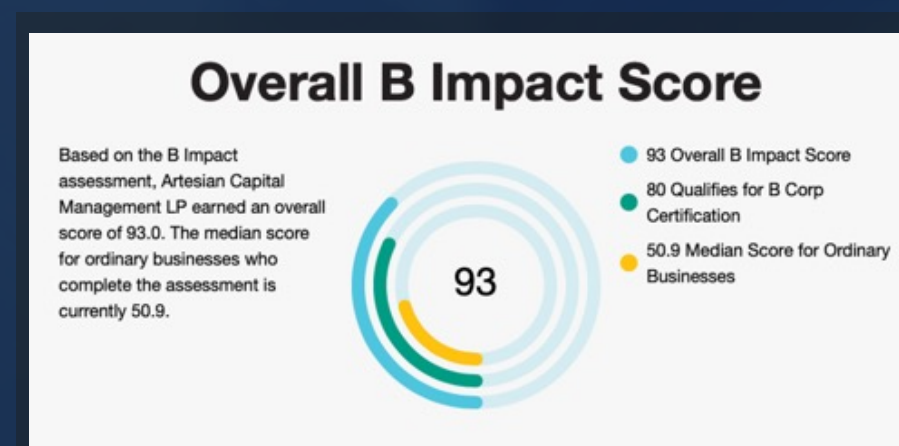 Overall B Impact Score
Based on the B Impact
assessment, Artesian Capital
Management LP earned an overall
score of 93.0. The median score
for ordinary businesses who
complete the assessment is
currently 50.9.
93
93 Overall B Impact Score
80 Qualifies for B Corp
Certification
50.9 Median Score for Ordinary
Businesses